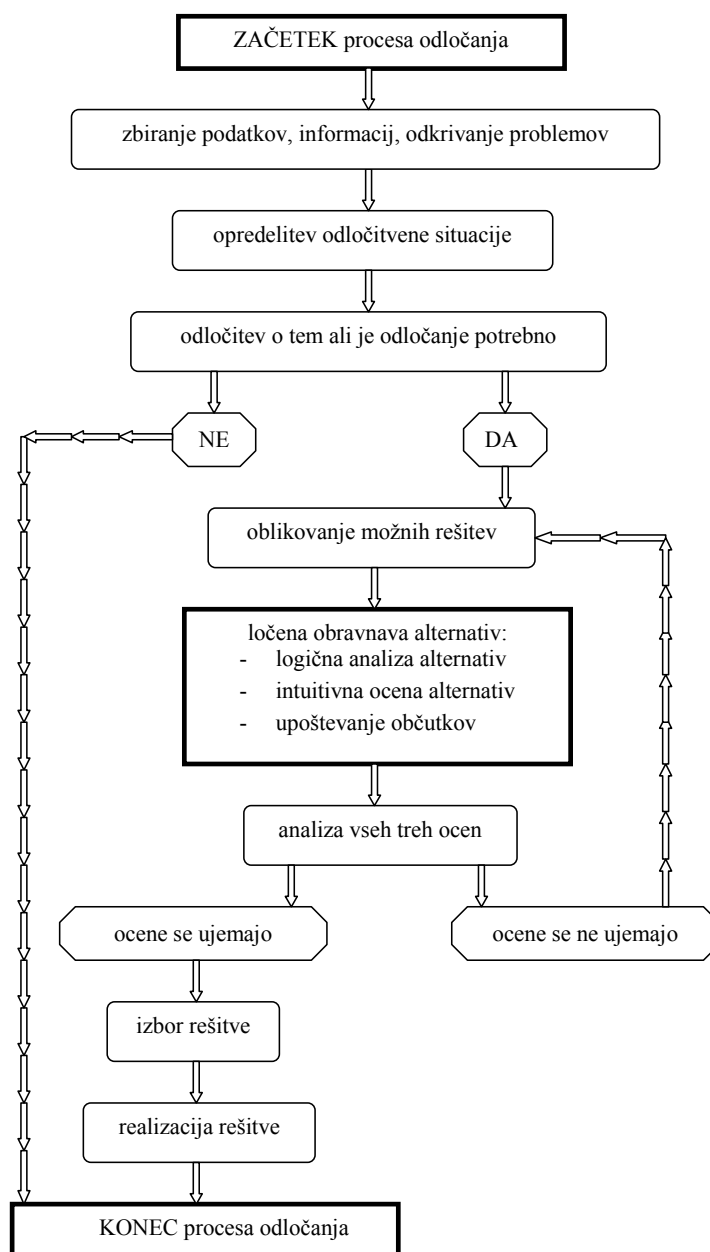 ZAČETEK procesa odločanja
zbiranje podatkov, informacij, odkrivanje problemov
opredelitev odločitvene situacije
odločitev o tem ali je odločanje potrebno
NE
DA
oblikovanje možnih rešitev
ločena obravnava alternativ:
- logična analiza alternativ
- intuitivna ocena alternativ
- upoštevanje občutkov
analiza vseh treh ocen
ocene se ujemajo
ocene se ne ujemajo
izbor rešitve
realizacija rešitve
KONEC procesa odločanja